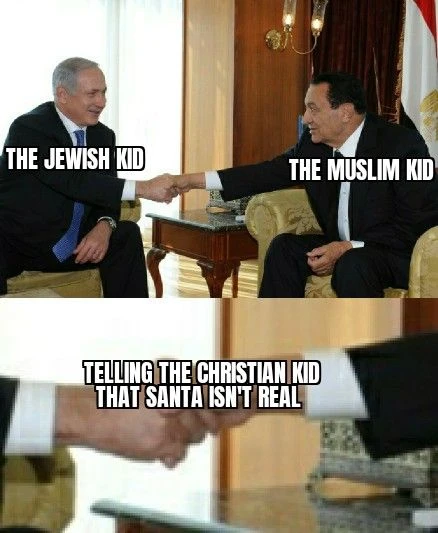 THE JEWISH KID
THE MUSLIM KID
TELLING THE CHRISTIAN KID
THAT SANTA ISN'T REAL